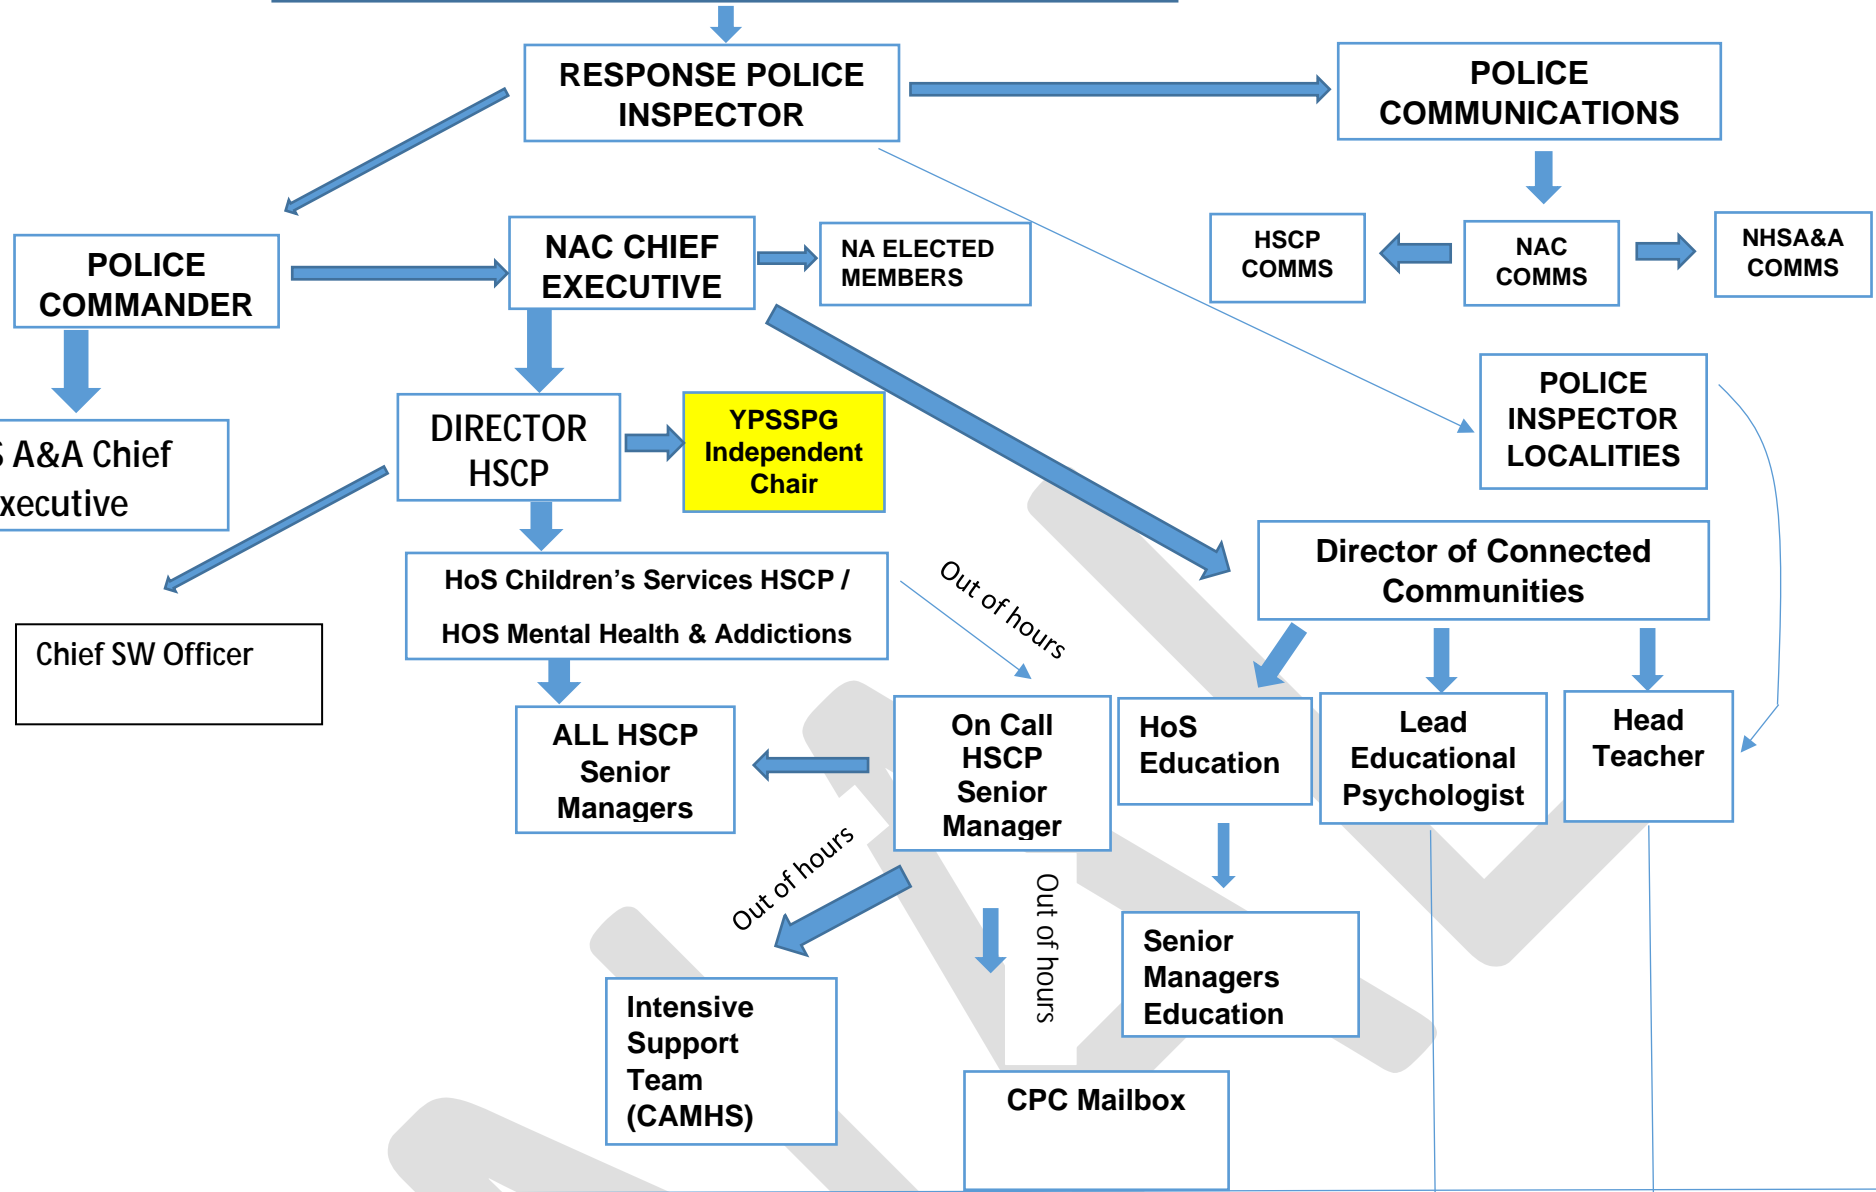 RESPONSE POLICE
INSPECTOR
POLICE
COMMUNICATIONS
POLICE
COMMANDER
NAC CHIEF
EXECUTIVE
NA ELECTED
MEMBERS
HSCP
COMMS
NAC
COMMS
NHSA&A
COMMS
POLICE
INSPECTOR
LOCALITIES
A&A Chief
DIRECTOR
HSCP
YPSSPG
Independent
Chair
Director of Connected
Communities
HoS Children’s Services HSCP /
HOS Mental Health & Addictions
Out of hours
Chief SW Officer
ALL HSCP
Senior
Managers
On Call
HSCP
Senior
Manager
HoS
Education
Lead
Educational
Psychologist
Head
Teacher
Out of hours
Out of hours
Intensive
Support
Team
(CAMHS)
Senior
Managers
Education
CPC Mailbox